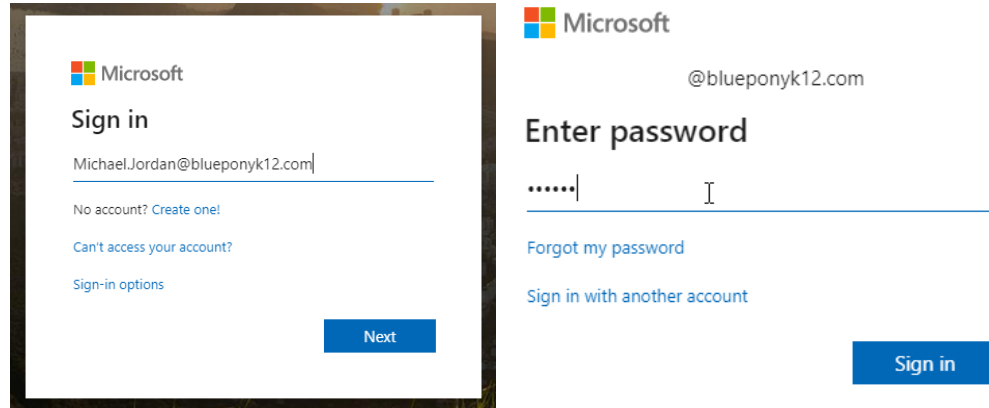 Microsoft
Sign in
Michael.Jordan@blueponyk12.com
No account? Create one!
Can't access your account?
Sign-in options
Next
Microsoft
@blueponyk12.com
Enter password
••••••
Forgot my password
Sign in with another account
Sign in